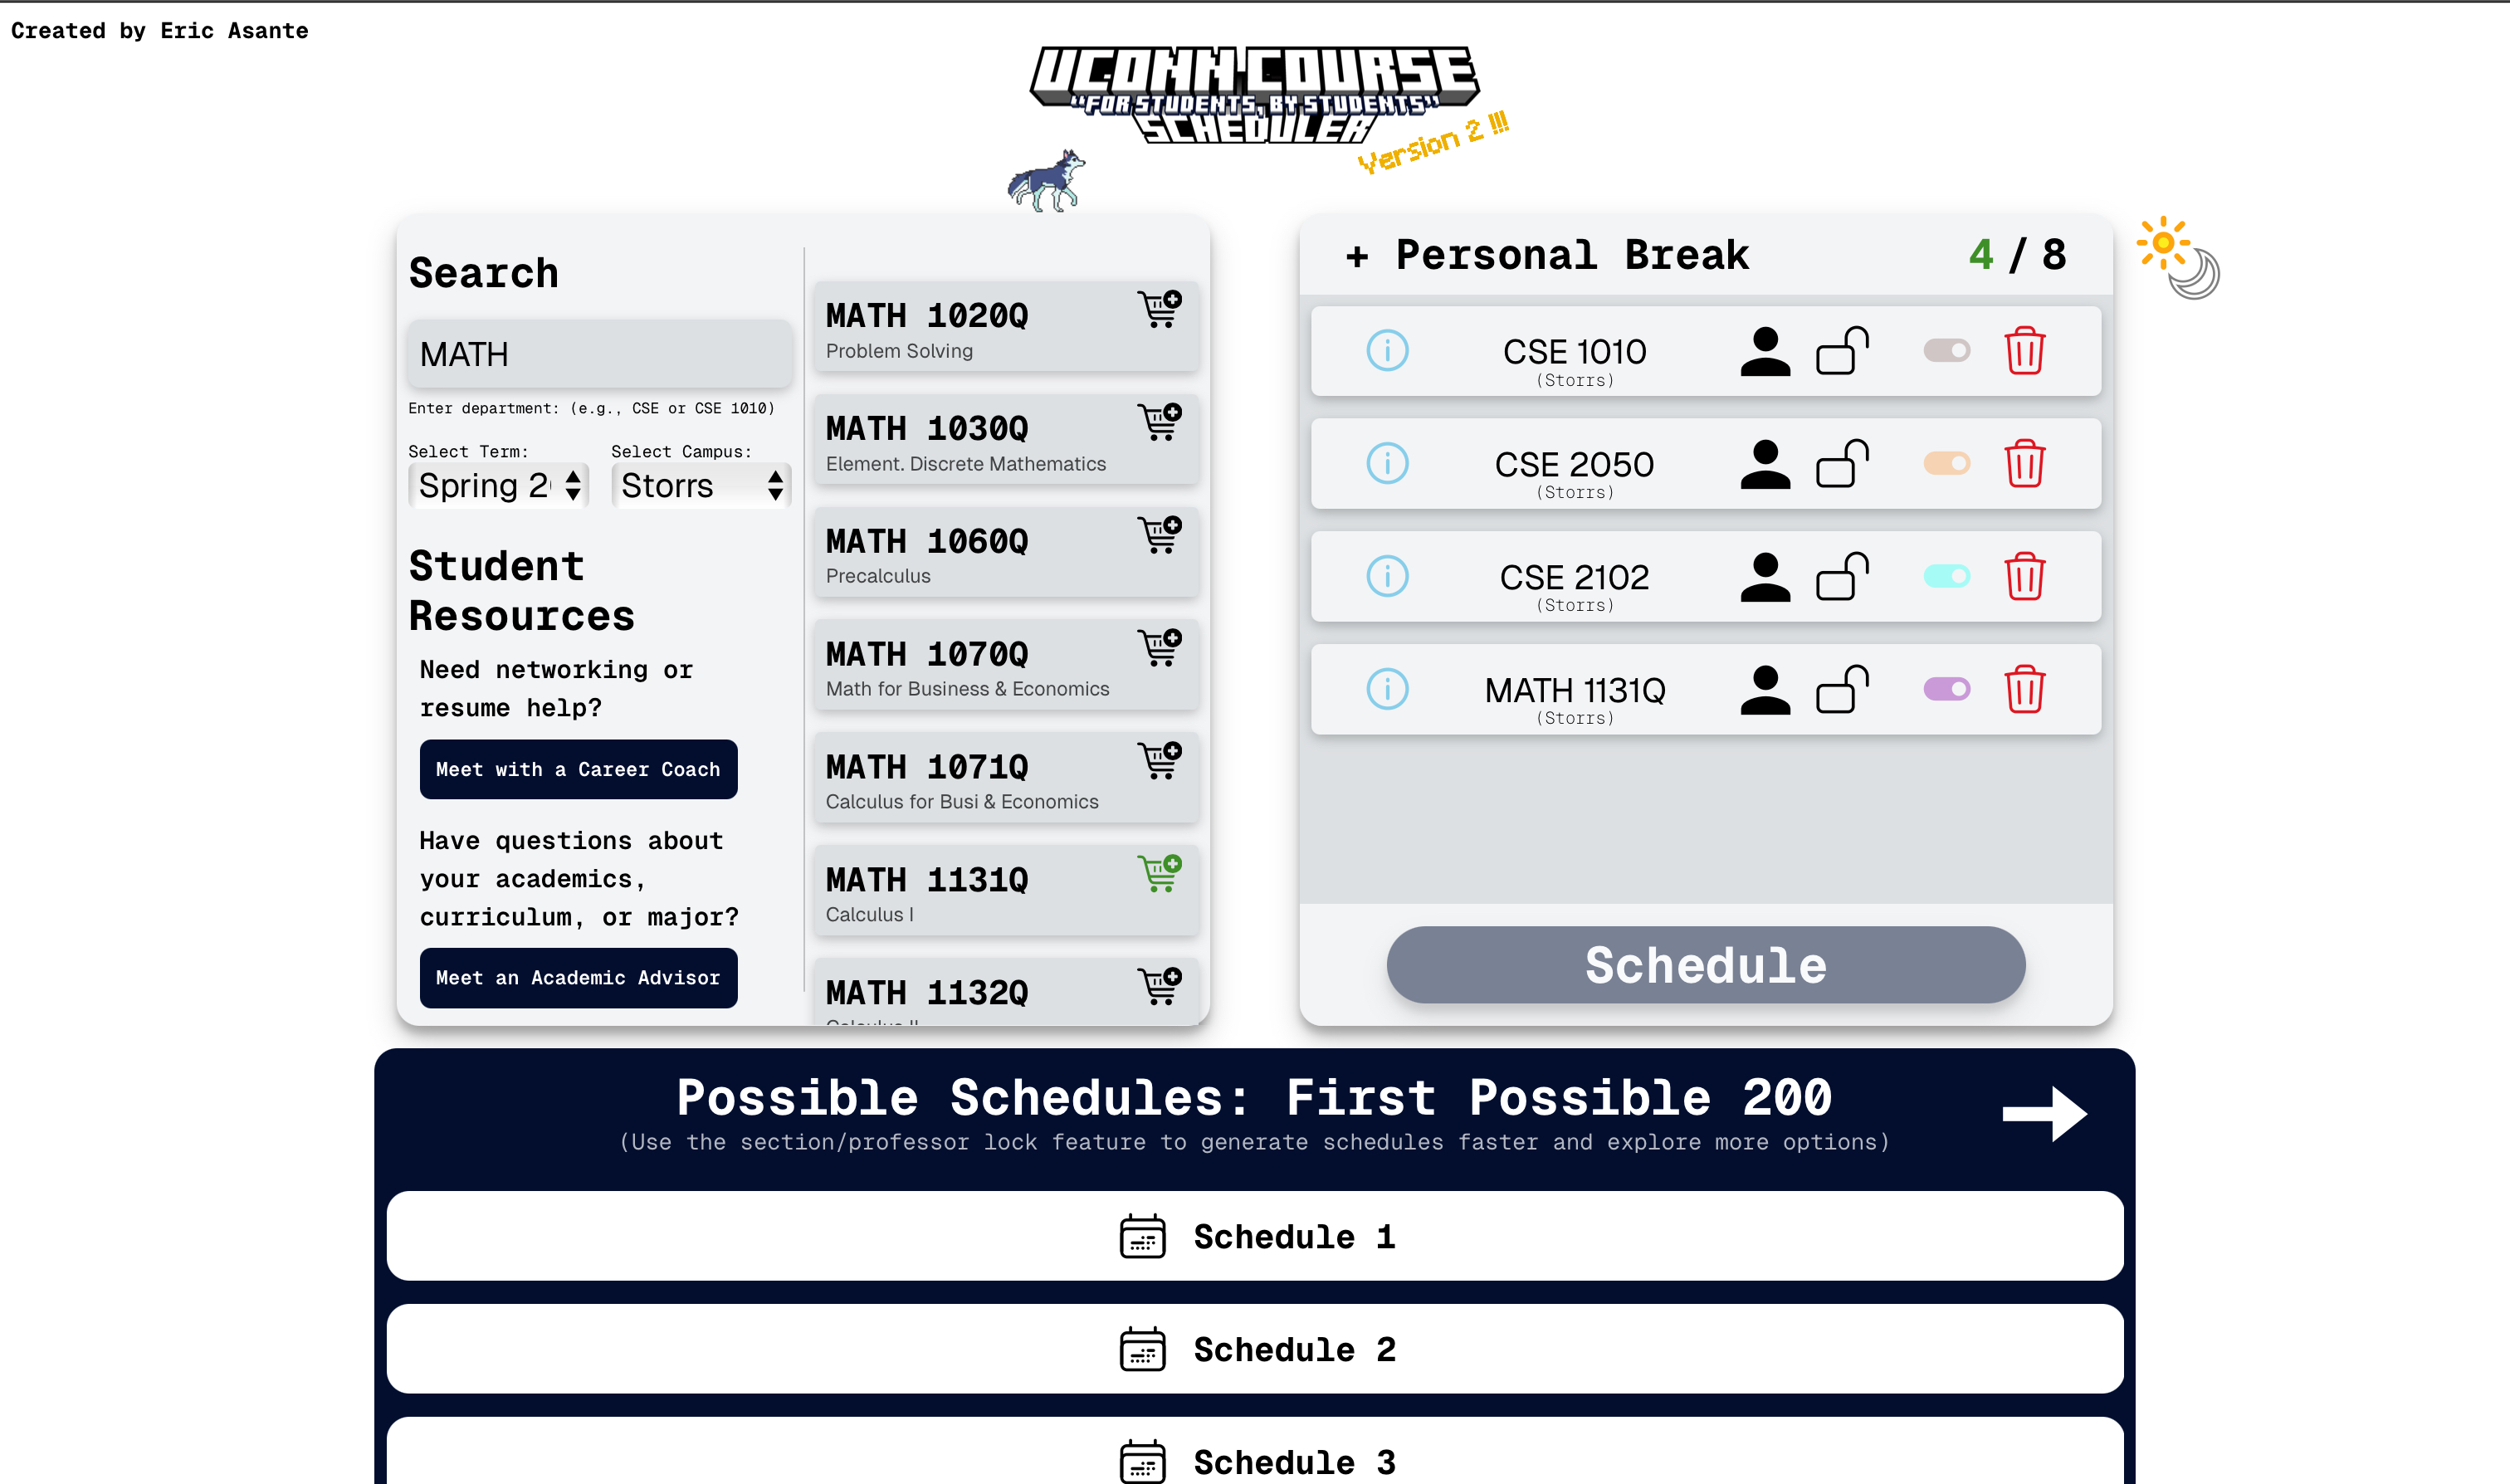 Created by Eric Asante
UCONN COURSE
"FOR STUDENTS, BY STUDENTS"
SCHEDULER
Version 2 !!!
Search
MATH
Enter department: (e.g., CSE or CSE 1010)
Select Term:
Select Campus:
Spring 2
Storrs
Student
Resources
Need networking or
resume help?
Meet with a Career Coach
Have questions about
your academics,
curriculum, or major?
Meet an Academic Advisor
MATH 1020Q
Problem Solving
MATH 1030Q
Element. Discrete Mathematics
MATH 1060Q
Precalculus
MATH 1070Q
Math for Business & Economics
MATH 1071Q
Calculus for Busi & Economics
MATH 1131Q
Calculus I
MATH 1132Q
Calculus II
+ Personal Break
4 / 8
CSE 1010
(Storrs)
CSE 2050
(Storrs)
CSE 2102
(Storrs)
MATH 1131Q
(Storrs)
Schedule
Possible Schedules: First Possible 200
(Use the section/professor lock feature to generate schedules faster and explore more options)
Schedule 1
Schedule 2
Schedule 3